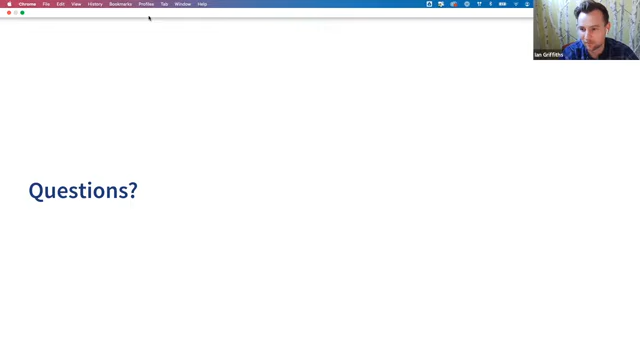 Chrome File Edit View History Bookmarks Profiles Tab Window Help
Ian Griffiths
Questions?